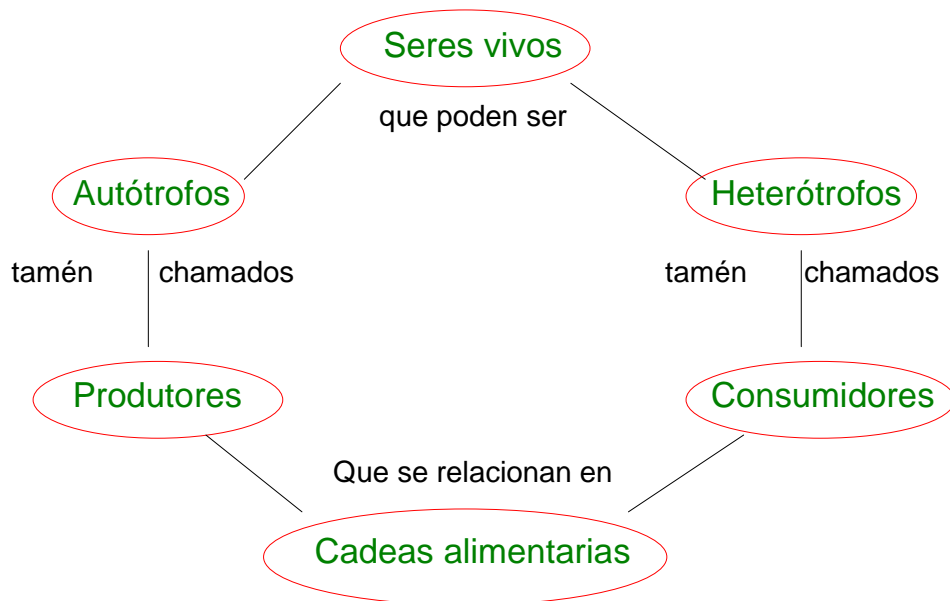 Seres vivos
que poden ser
Autótrofos Heterótrofos
tamén chamados tamén chamados
Produtores Consumidores
Que se relacionan en
Cadeas alimentarias